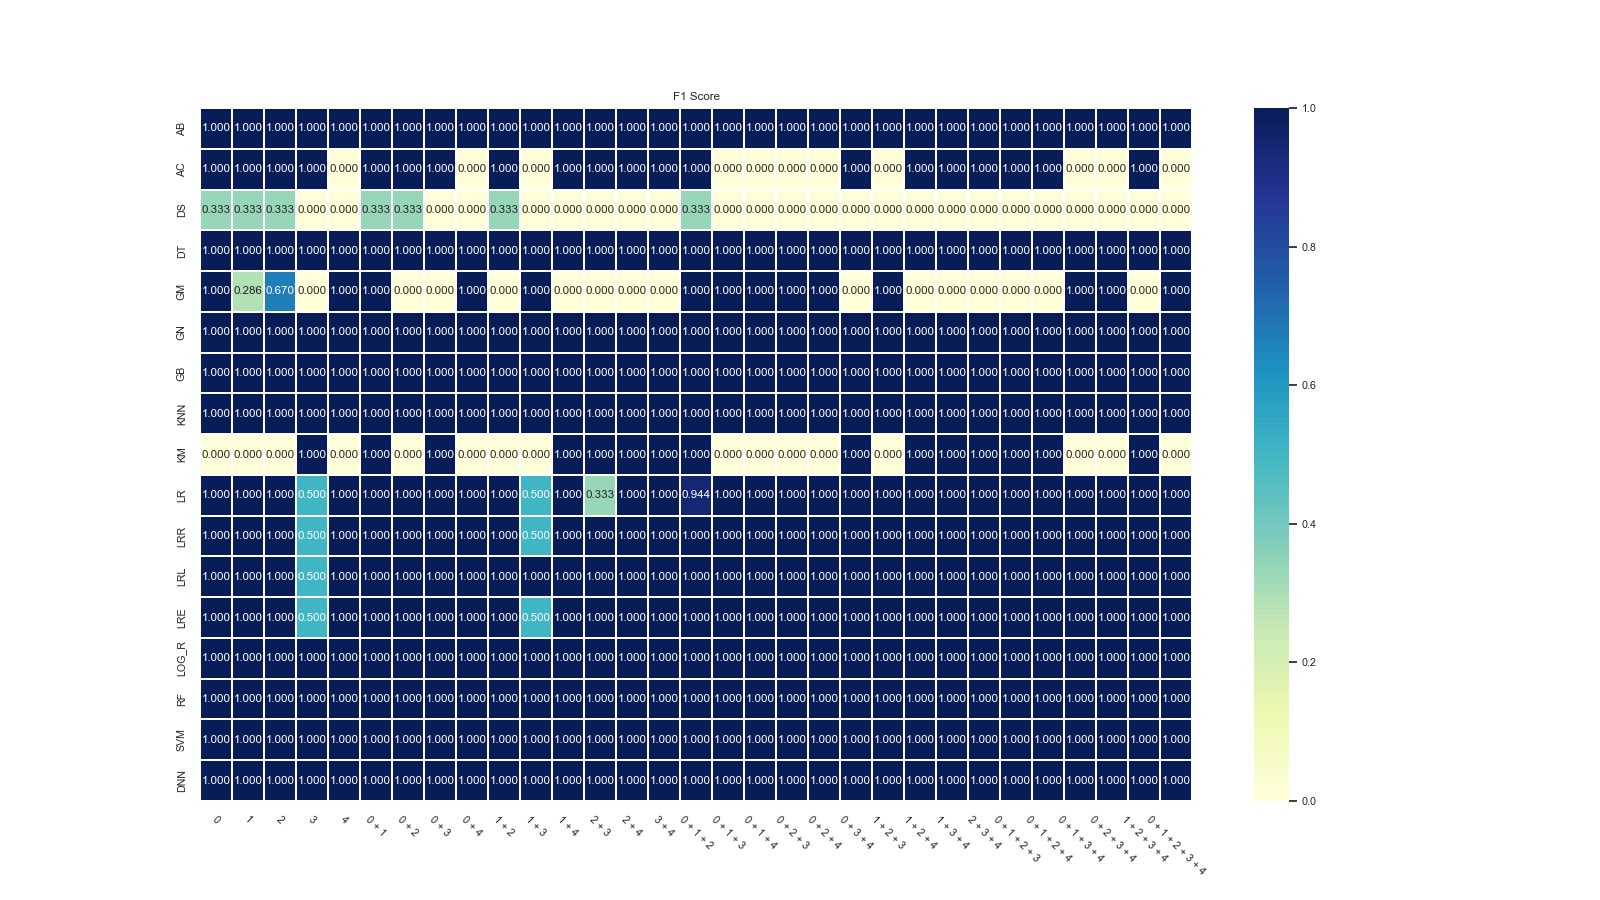 F1 Score
AB 1.000 1.000 1.000 1.000 1.000 1.000 1.000 1.000 1.000 1.000 1.000 1.000 1.000 1.000 1.000 1.000 1.000 1.000 1.000 1.000 1.000 1.000 1.000 1.000 1.000 1.000 1.000 1.000 1.000 1.000 1.000
AC 1.000 1.000 1.000 1.000 0.000 1.000 1.000 1.000 0.000 1.000 0.000 1.000 1.000 1.000 1.000 1.000 0.000 0.000 0.000 0.000 1.000 0.000 1.000 1.000 1.000 1.000 1.000 0.000 0.000 1.000 0.000
DS 0.333 0.333 0.333 0.000 0.000 0.333 0.333 0.000 0.000 0.333 0.000 0.000 0.000 0.000 0.000 0.333 0.000 0.000 0.000 0.000 0.000 0.000 0.000 0.000 0.000 0.000 0.000 0.000 0.000 0.000 0.000
DT 1.000 1.000 1.000 1.000 1.000 1.000 1.000 1.000 1.000 1.000 1.000 1.000 1.000 1.000 1.000 1.000 1.000 1.000 1.000 1.000 1.000 1.000 1.000 1.000 1.000 1.000 1.000 1.000 1.000 1.000 1.000
GM 1.000 0.286 0.670 0.000 1.000 1.000 0.000 0.000 1.000 0.000 1.000 0.000 0.000 0.000 0.000 1.000 1.000 1.000 1.000 1.000 0.000 1.000 0.000 0.000 0.000 0.000 0.000 1.000 1.000 0.000 1.000
GN 1.000 1.000 1.000 1.000 1.000 1.000 1.000 1.000 1.000 1.000 1.000 1.000 1.000 1.000 1.000 1.000 1.000 1.000 1.000 1.000 1.000 1.000 1.000 1.000 1.000 1.000 1.000 1.000 1.000 1.000 1.000
GB 1.000 1.000 1.000 1.000 1.000 1.000 1.000 1.000 1.000 1.000 1.000 1.000 1.000 1.000 1.000 1.000 1.000 1.000 1.000 1.000 1.000 1.000 1.000 1.000 1.000 1.000 1.000 1.000 1.000 1.000 1.000
KNN 1.000 1.000 1.000 1.000 1.000 1.000 1.000 1.000 1.000 1.000 1.000 1.000 1.000 1.000 1.000 1.000 1.000 1.000 1.000 1.000 1.000 1.000 1.000 1.000 1.000 1.000 1.000 1.000 1.000 1.000 1.000
KM 0.000 0.000 0.000 1.000 0.000 1.000 0.000 1.000 0.000 0.000 0.000 1.000 1.000 1.000 1.000 1.000 0.000 0.000 0.000 0.000 1.000 0.000 1.000 1.000 1.000 1.000 1.000 0.000 0.000 1.000 0.000
LR 1.000 1.000 1.000 0.500 1.000 1.000 1.000 1.000 1.000 1.000 0.500 1.000 0.333 1.000 1.000 0.944 1.000 1.000 1.000 1.000 1.000 1.000 1.000 1.000 1.000 1.000 1.000 1.000 1.000 1.000 1.000
LRR 1.000 1.000 1.000 0.500 1.000 1.000 1.000 1.000 1.000 1.000 0.500 1.000 1.000 1.000 1.000 1.000 1.000 1.000 1.000 1.000 1.000 1.000 1.000 1.000 1.000 1.000 1.000 1.000 1.000 1.000 1.000
LRL 1.000 1.000 1.000 0.500 1.000 1.000 1.000 1.000 1.000 1.000 1.000 1.000 1.000 1.000 1.000 1.000 1.000 1.000 1.000 1.000 1.000 1.000 1.000 1.000 1.000 1.000 1.000 1.000 1.000 1.000 1.000
LRE 1.000 1.000 1.000 0.500 1.000 1.000 1.000 1.000 1.000 1.000 0.500 1.000 1.000 1.000 1.000 1.000 1.000 1.000 1.000 1.000 1.000 1.000 1.000 1.000 1.000 1.000 1.000 1.000 1.000 1.000 1.000
LOG_R 1.000 1.000 1.000 1.000 1.000 1.000 1.000 1.000 1.000 1.000 1.000 1.000 1.000 1.000 1.000 1.000 1.000 1.000 1.000 1.000 1.000 1.000 1.000 1.000 1.000 1.000 1.000 1.000 1.000 1.000 1.000
RF 1.000 1.000 1.000 1.000 1.000 1.000 1.000 1.000 1.000 1.000 1.000 1.000 1.000 1.000 1.000 1.000 1.000 1.000 1.000 1.000 1.000 1.000 1.000 1.000 1.000 1.000 1.000 1.000 1.000 1.000 1.000
SVM 1.000 1.000 1.000 1.000 1.000 1.000 1.000 1.000 1.000 1.000 1.000 1.000 1.000 1.000 1.000 1.000 1.000 1.000 1.000 1.000 1.000 1.000 1.000 1.000 1.000 1.000 1.000 1.000 1.000 1.000 1.000
DNN 1.000 1.000 1.000 1.000 1.000 1.000 1.000 1.000 1.000 1.000 1.000 1.000 1.000 1.000 1.000 1.000 1.000 1.000 1.000 1.000 1.000 1.000 1.000 1.000 1.000 1.000 1.000 1.000 1.000 1.000 1.000
0
1
2
3
4
0 + 1
0 + 2
0 + 3
0 + 4
1 + 2
1 + 3
1 + 4
2 + 3
2 + 4
3 + 4
0 + 1 + 2
0 + 1 + 3
0 + 1 + 4
0 + 2 + 3
0 + 2 + 4
0 + 3 + 4
1 + 2 + 3
1 + 2 + 4
1 + 3 + 4
2 + 3 + 4
0 + 1 + 2 + 3
0 + 1 + 2 + 4
0 + 1 + 3 + 4
0 + 2 + 3 + 4
1 + 2 + 3 + 4
0 + 1 + 2 + 3 + 4
1.0
0.8
0.6
0.4
0.2
0.0